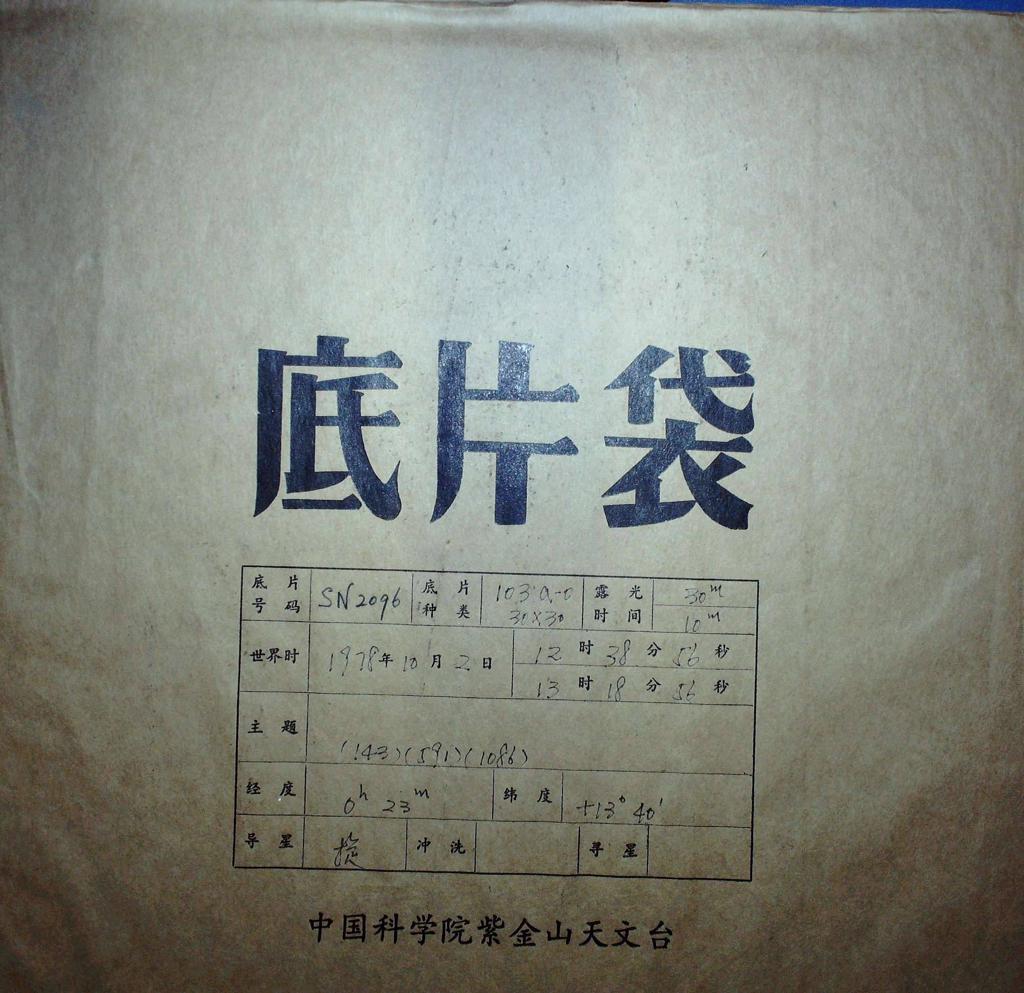 底片袋
底片号码 SN2096 底片种类 103a-0 30×30 露光时间 30m 10m
世界时 1978年10月2日 12时38分56秒
13时18分56秒
主题 (143)(591)(1086)
经度 0h 23m 纬度 +13° 40'
导星 冲洗 寻星
中国科学院紫金山天文台